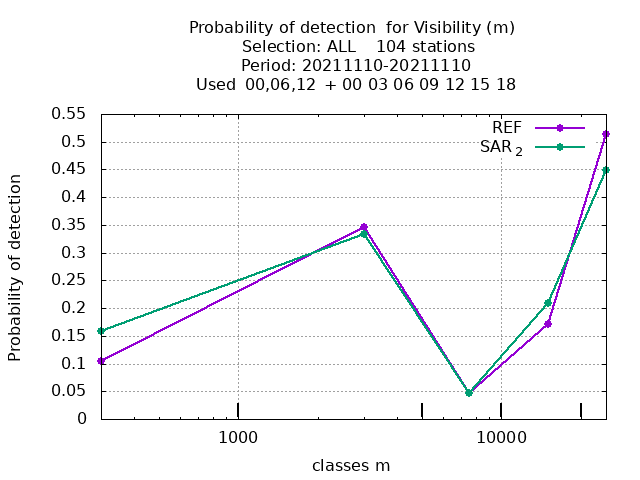 Probability of detection  for Visibility (m)
Selection: ALL    104 stations
Period: 20211110-20211110
Used  00,06,12  + 00 03 06 09 12 15 18
0.55
0.5
0.45
0.4
0.35
0.3
0.25
0.2
0.15
0.1
0.05
0
REF
SAR 2
Probability of detection
1000
10000
classes m